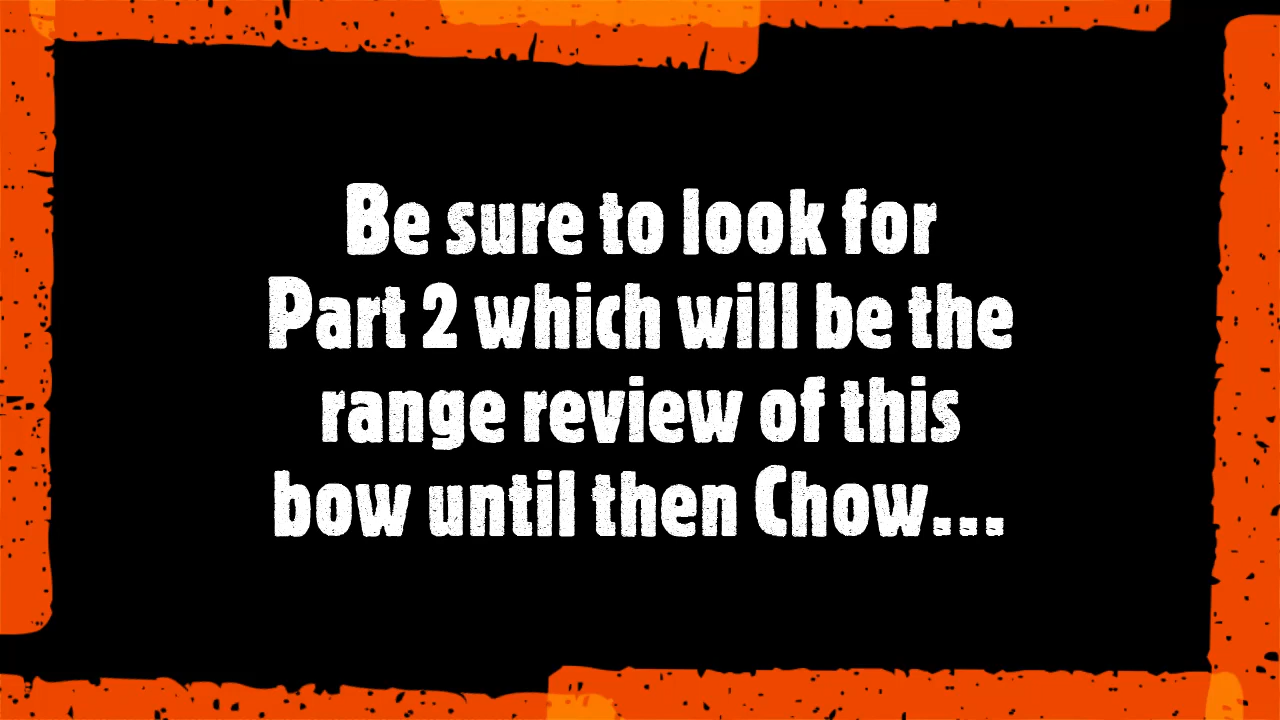 Be sure to look for
Part 2 which will be the
range review of this
bow until then Chow...